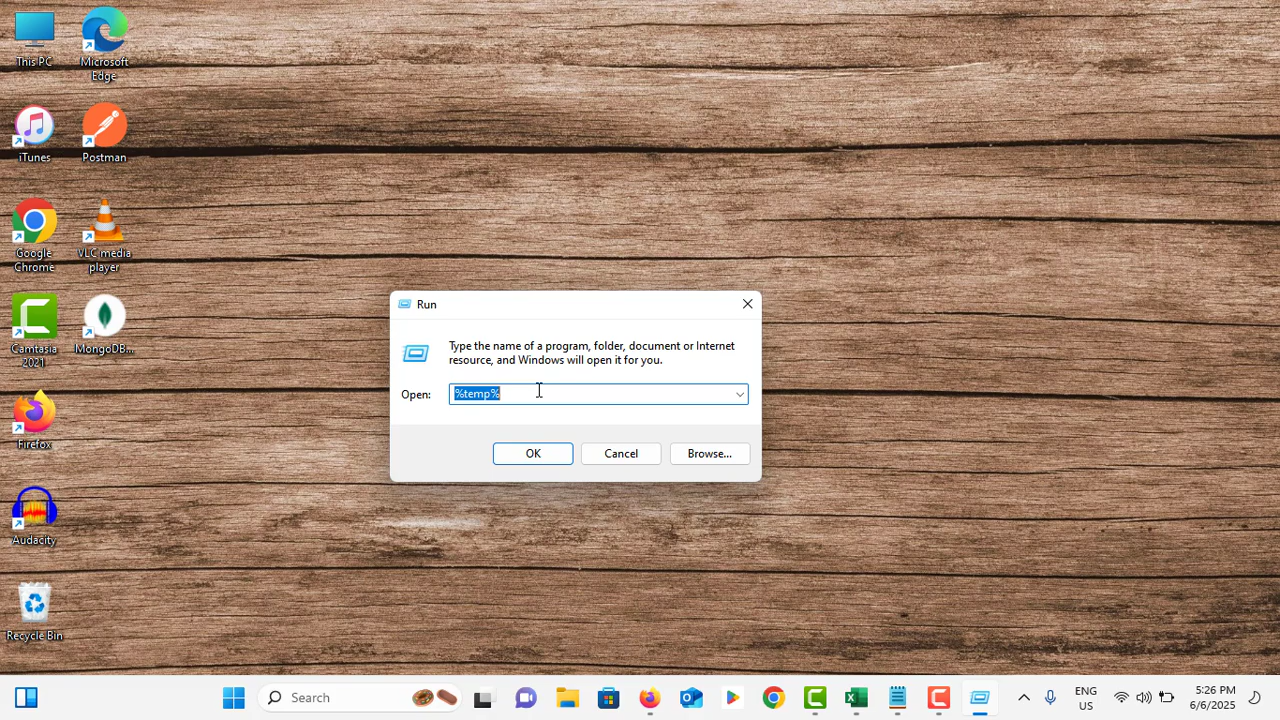 This PC
Microsoft
Edge
iTunes
Postman
Google
Chrome
VLC media
player
Camtasia
2021
MongoDB...
Firefox
Audacity
Recycle Bin
Run
Type the name of a program, folder, document or Internet
resource, and Windows will open it for you.
Open:
%temp%
OK
Cancel
Browse...
Search
ENG
US
5:26 PM
6/6/2025